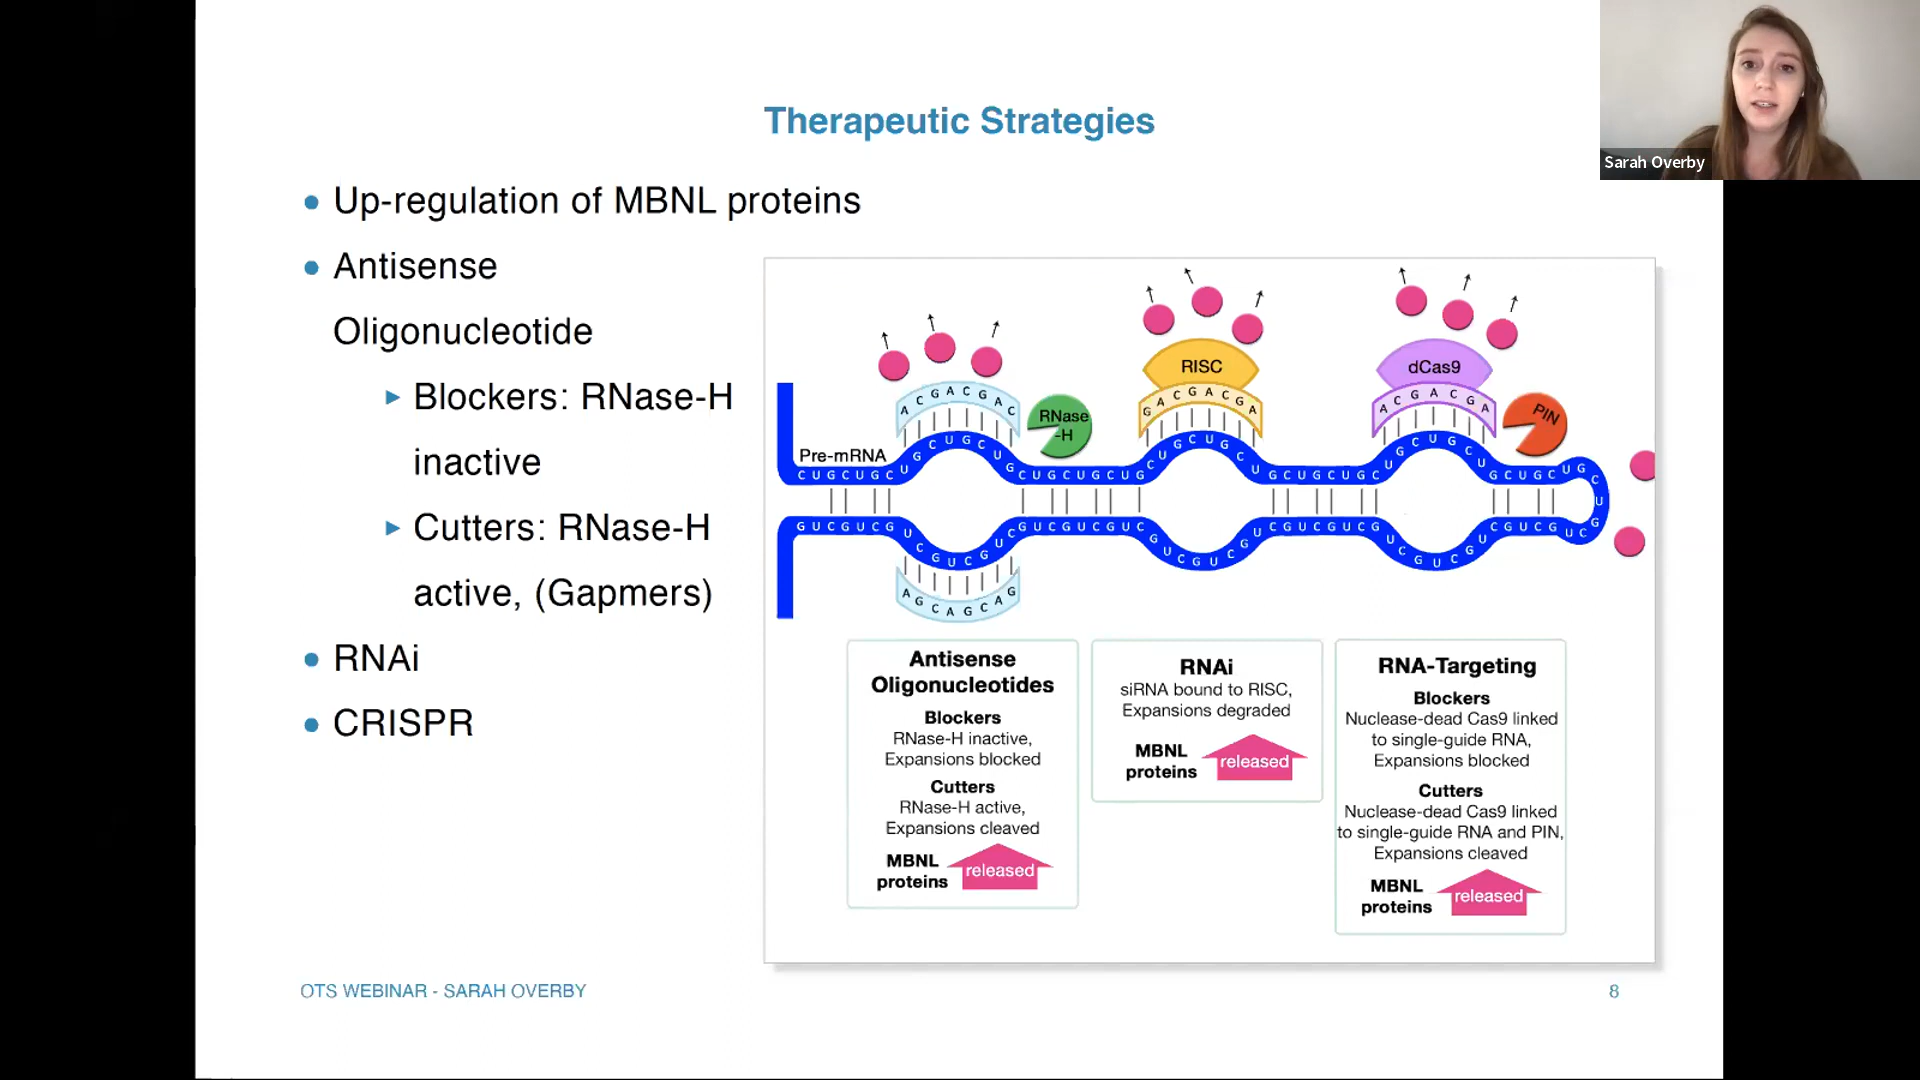 Therapeutic Strategies
Sarah Overby
• Up-regulation of MBNL proteins
• Antisense
Oligonucleotide
▸ Blockers: RNase-H
inactive
▸ Cutters: RNase-H
active, (Gapmers)
• RNAi
• CRISPR
RISC
dCas9
ACGACGAC
RNase
-H
GACGACGA
ACGACGA
PIN
Pre-mRNA
AGCAGCAG
Antisense
Oligonucleotides
Blockers
RNase-H inactive,
Expansions blocked
Cutters
RNase-H active,
Expansions cleaved
MBNL
proteins
released
RNAi
siRNA bound to RISC,
Expansions degraded
MBNL
proteins
released
RNA-Targeting
Blockers
Nuclease-dead Cas9 linked
to single-guide RNA,
Expansions blocked
Cutters
Nuclease-dead Cas9 linked
to single-guide RNA and PIN,
Expansions cleaved
MBNL
proteins
released
OTS WEBINAR - SARAH OVERBY
8